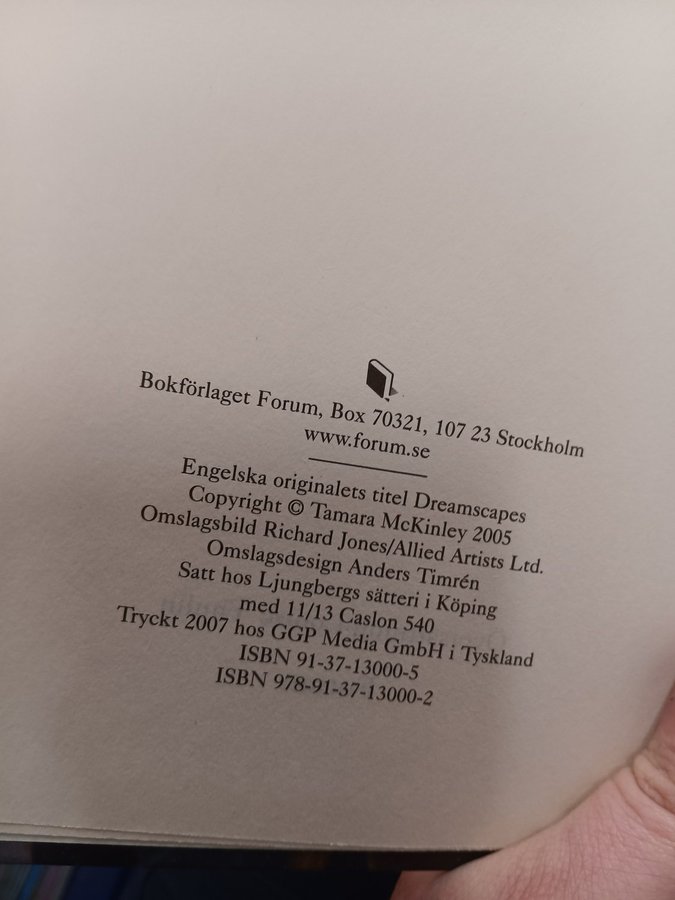 Bokförlaget Forum, Box 70321, 107 23 Stockholm
www.forum.se
Engelska originalets titel Dreamscapes
Copyright © Tamara McKinley 2005
Omslagsbild Richard Jones/Allied Artists Ltd.
Omslagsdesign Anders Timrén
Satt hos Ljungbergs sätteri i Köping
med 11/13 Caslon 540
Tryckt 2007 hos GGP Media GmbH i Tyskland
ISBN 91-37-13000-5
ISBN 978-91-37-13000-2